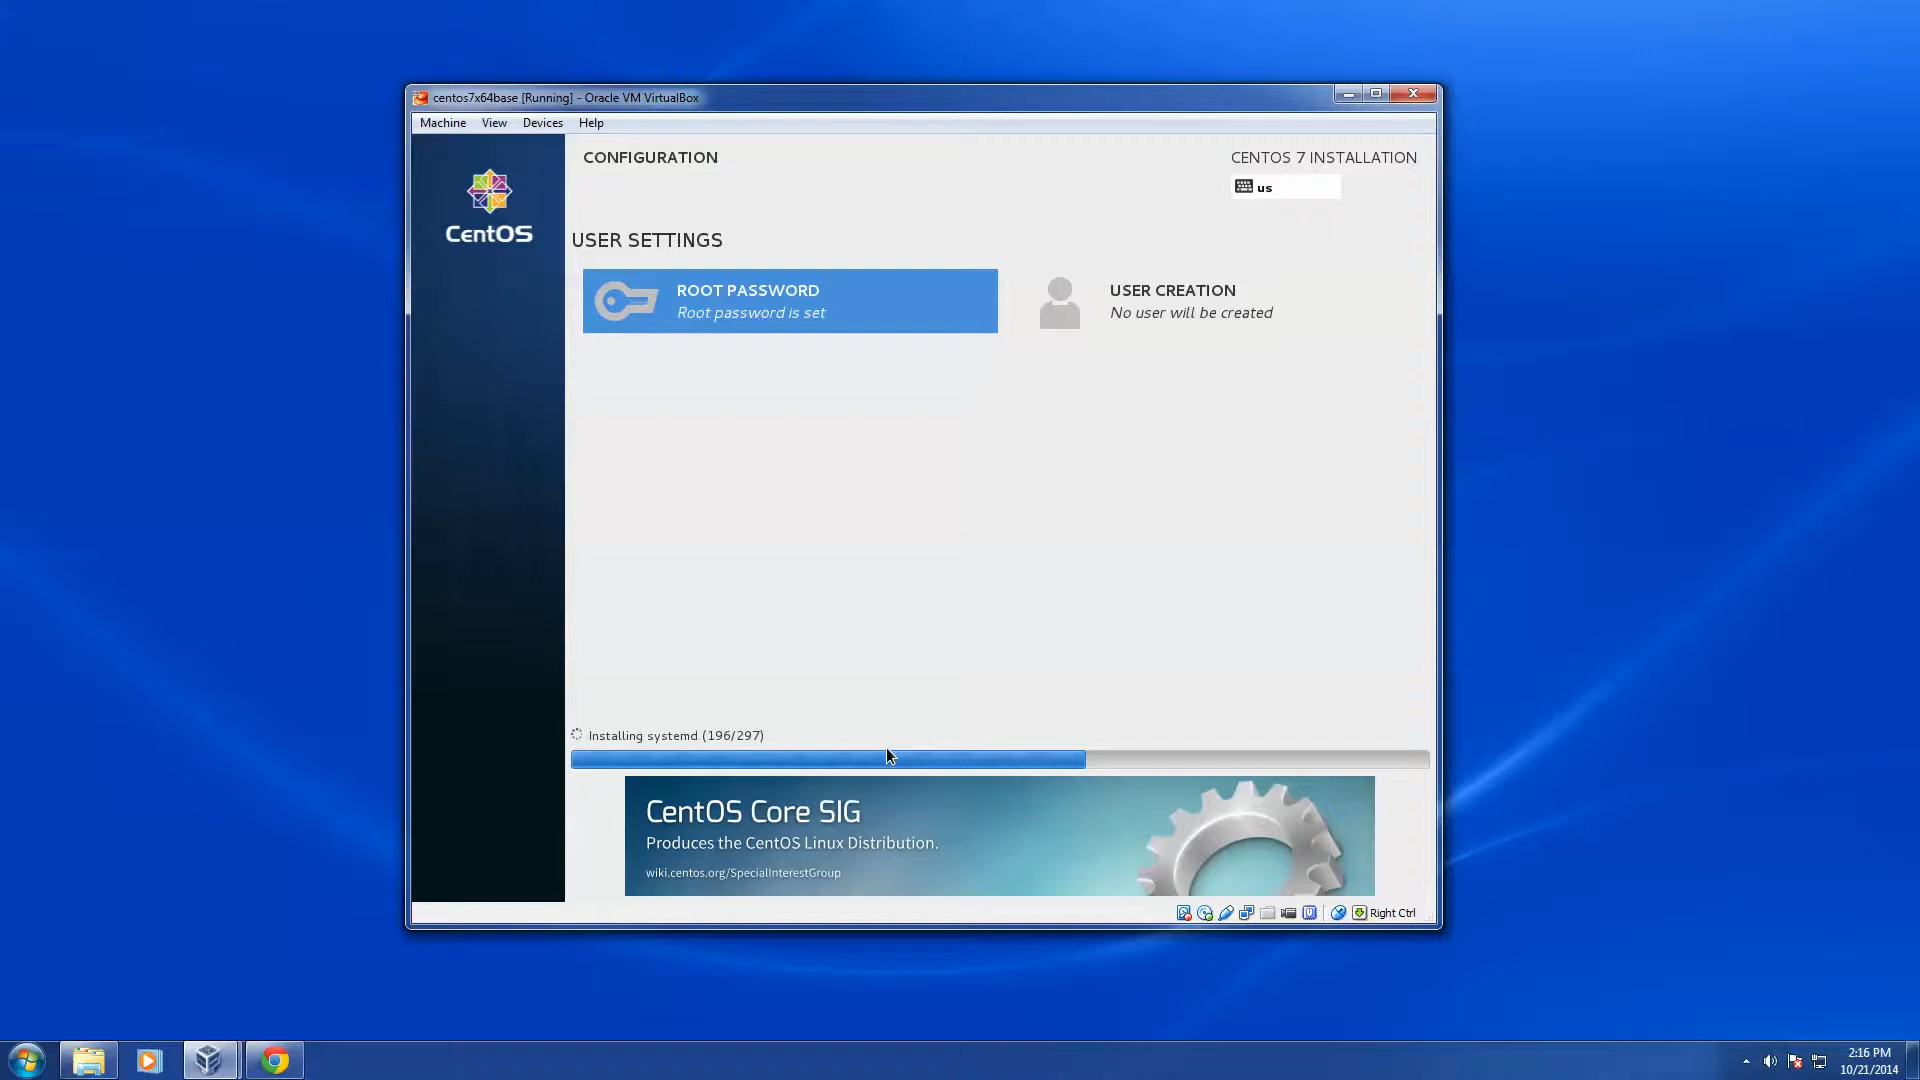 centos7x64base [Running] - Oracle VM VirtualBox
Machine View Devices Help
CentOS
CONFIGURATION
CENTOS 7 INSTALLATION
us
USER SETTINGS
ROOT PASSWORD
Root password is set
USER CREATION
No user will be created
Installing systemd (196/297)
CentOS Core SIG
Produces the CentOS Linux Distribution.
wiki.centos.org/SpecialInterestGroup
Right Ctrl
2:16 PM
10/21/2014